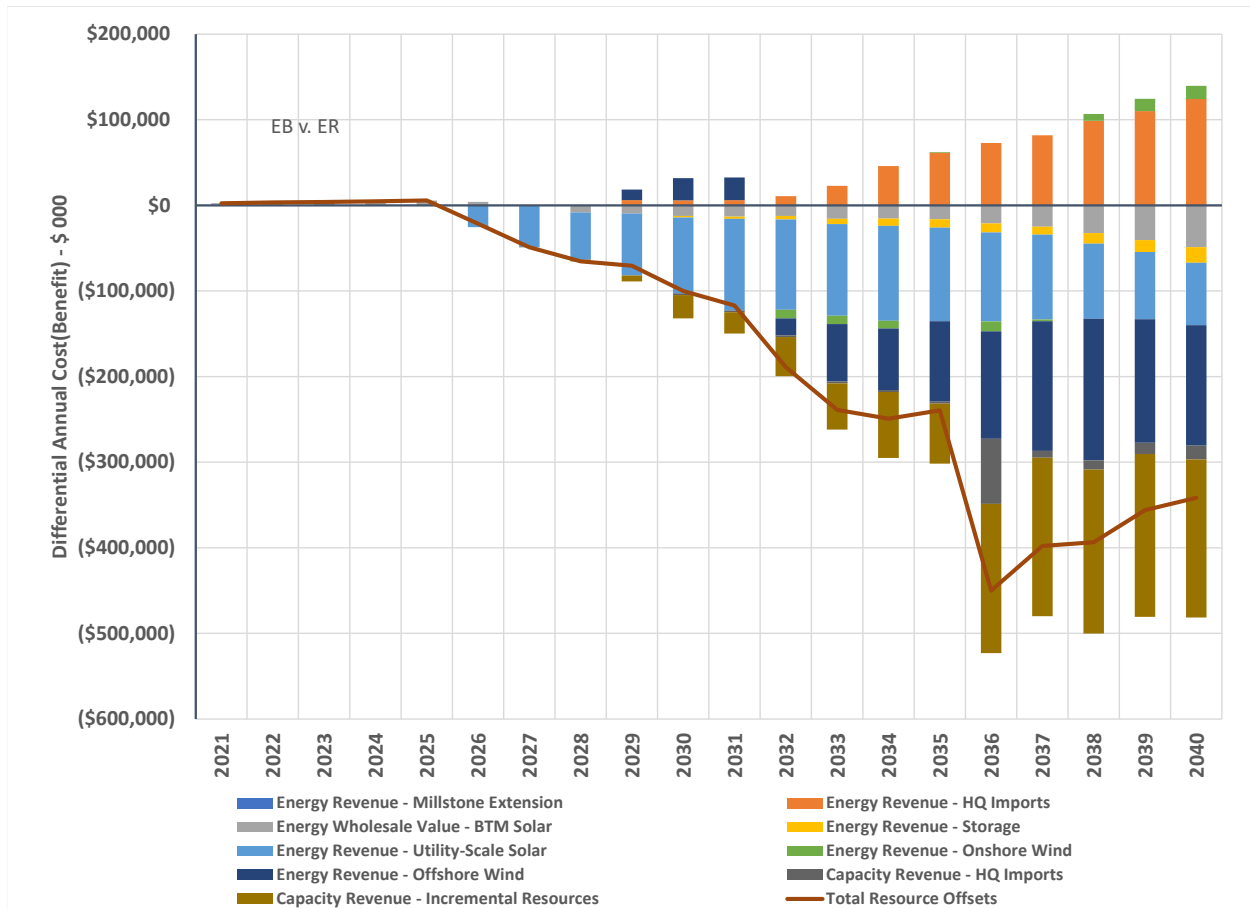 $200,000
$100,000
$0
($100,000)
($200,000)
($300,000)
($400,000)
($500,000)
($600,000)
Differential Annual Cost(Benefit) - $ 000
EB v. ER
2021
2022
2023
2024
2025
2026
2027
2028
2029
2030
2031
2032
2033
2034
2035
2036
2037
2038
2039
2040
Energy Revenue - Millstone Extension
Energy Revenue - HQ Imports
Energy Wholesale Value - BTM Solar
Energy Revenue - Storage
Energy Revenue - Utility-Scale Solar
Energy Revenue - Onshore Wind
Energy Revenue - Offshore Wind
Capacity Revenue - HQ Imports
Capacity Revenue - Incremental Resources
Total Resource Offsets